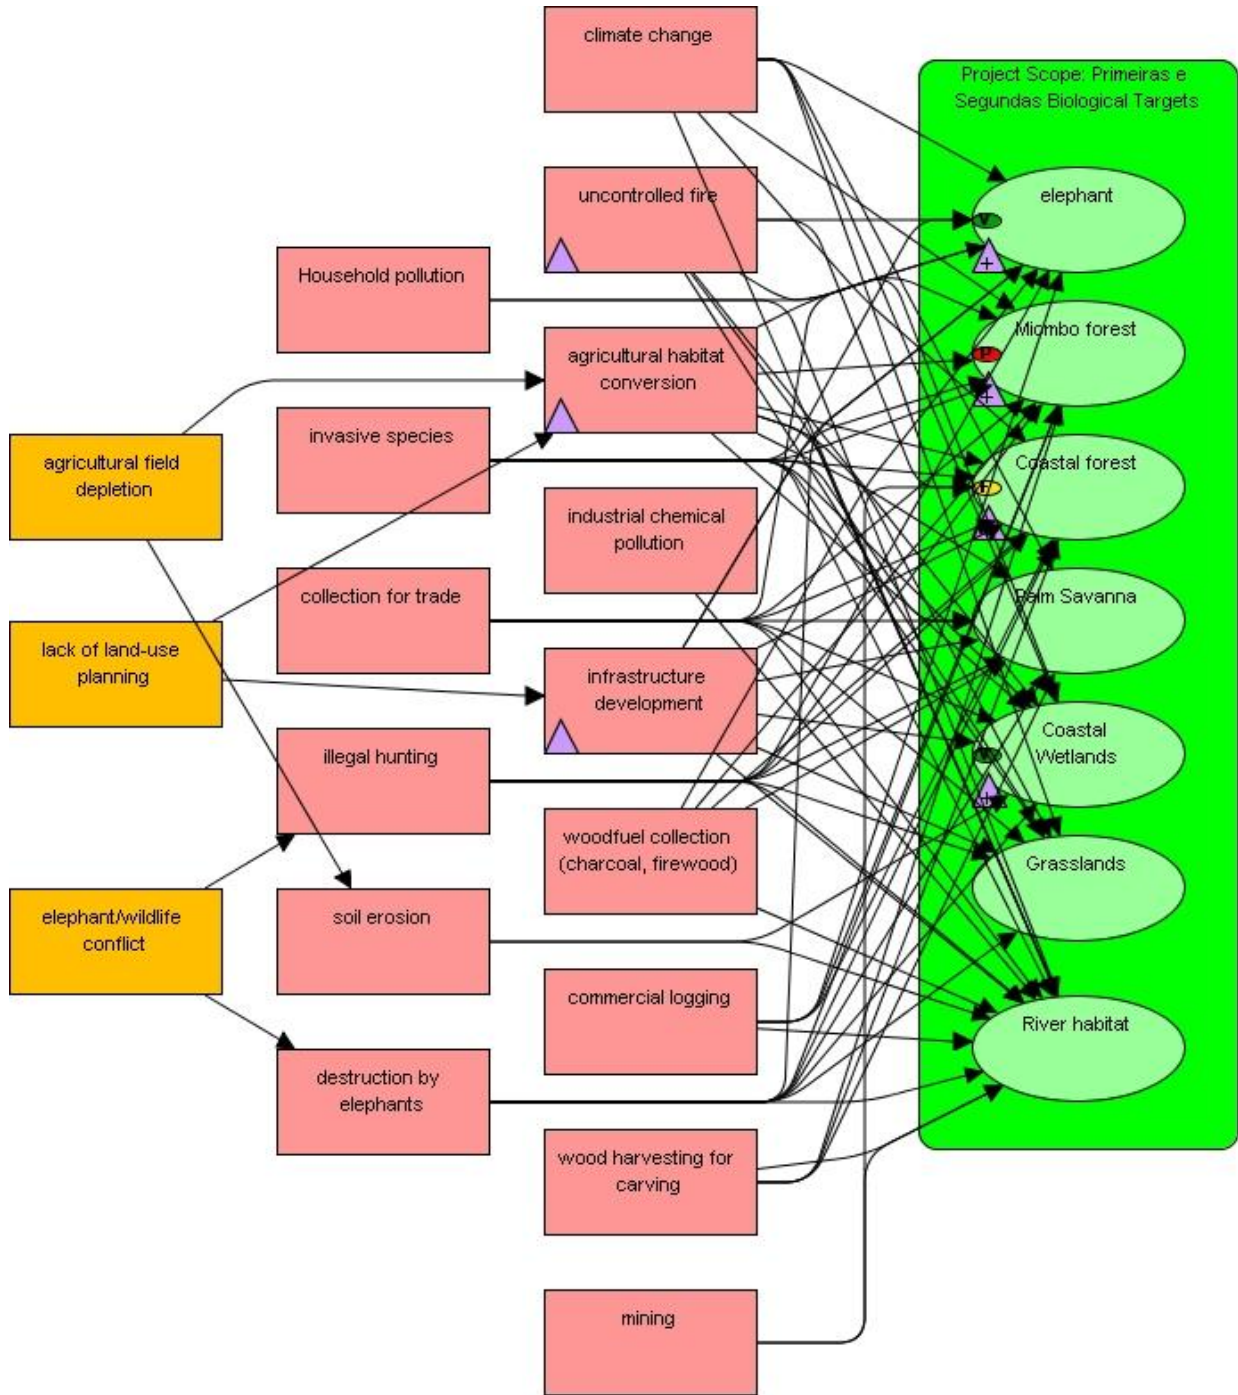 climate change
Project Scope: Primeiras e
Segundas Biological Targets
uncontrolled fire
elephant
V
+
Household pollution
agricultural habitat
conversion
Miombo forest
P
+
agricultural field
depletion
invasive species
Coastal forest
F
industrial chemical
pollution
collection for trade
Palm Savanna
lack of land-use
planning
infrastructure
development
illegal hunting
Coastal
Wetlands
V
+
woodfuel collection
(charcoal, firewood)
Grasslands
elephant/wildlife
conflict
soil erosion
commercial logging
River habitat
destruction by
elephants
wood harvesting for
carving
mining